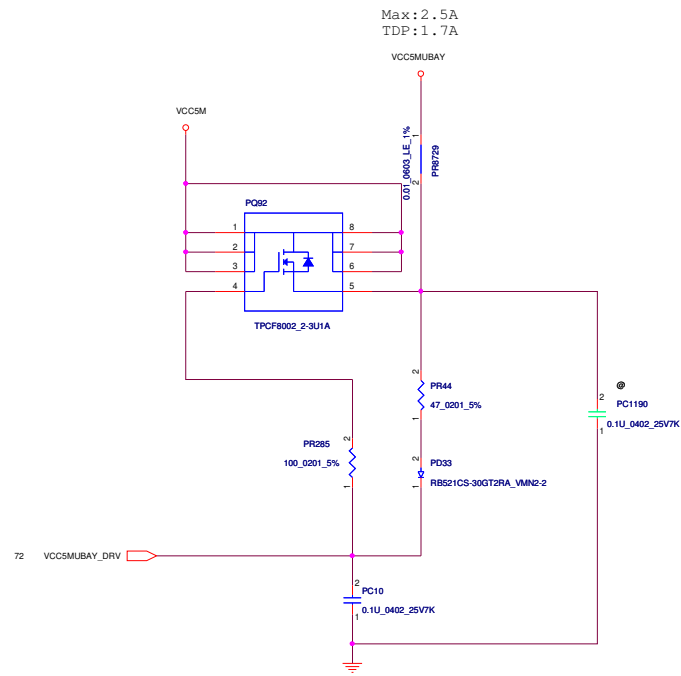 Max:2.5A
TDP:1.7A
VCC5MUBAY
VCC5M
0.01_0603_LE_1%
1
2
PR8729
PQ92
1
2
3
4
8
7
6
5
TPCF8002_2-3U1A
2
PR44
47_0201_5%
1
@
2
PC1190
0.1U_0402_25V7K
1
2
PR285
100_0201_5%
1
2
PD33
RB521CS-30GT2RA_VMN2-2
1
72 VCC5MUBAY_DRV
2
PC10
0.1U_0402_25V7K
1